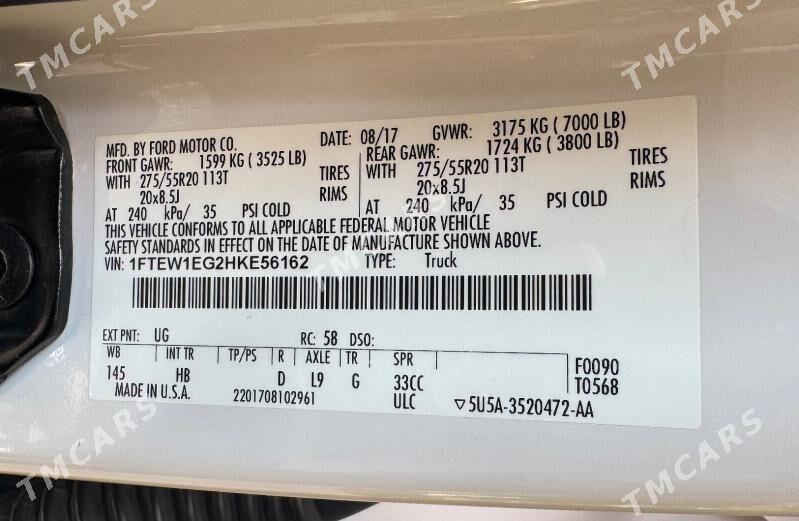 TMCARS
TMCARS
MFD. BY FORD MOTOR CO. DATE: 08/17 GVWR: 3175 KG ( 7000 LB)
FRONT GAWR: 1599 KG ( 3525 LB) REAR GAWR: 1724 KG ( 3800 LB)
WITH 275/55R20 113T TIRES WITH 275/55R20 113T TIRES
20x8.5J RIMS 20x8.5J RIMS
AT 240 kPa/ 35 PSI COLD AT 240 kPa/ 35 PSI COLD
THIS VEHICLE CONFORMS TO ALL APPLICABLE FEDERAL MOTOR VEHICLE
SAFETY STANDARDS IN EFFECT ON THE DATE OF MANUFACTURE SHOWN ABOVE.
VIN: 1FTEW1EG2HKE56162 TYPE: Truck
EXT PNT: UG RC: 58 DSO:
WB INT TR TP/PS R AXLE TR SPR F0090
145 HB D L9 G 33CC T0568
MADE IN U.S.A. 2201708102961 ULC ▽5U5A-3520472-AA
TMCARS
TMCARS